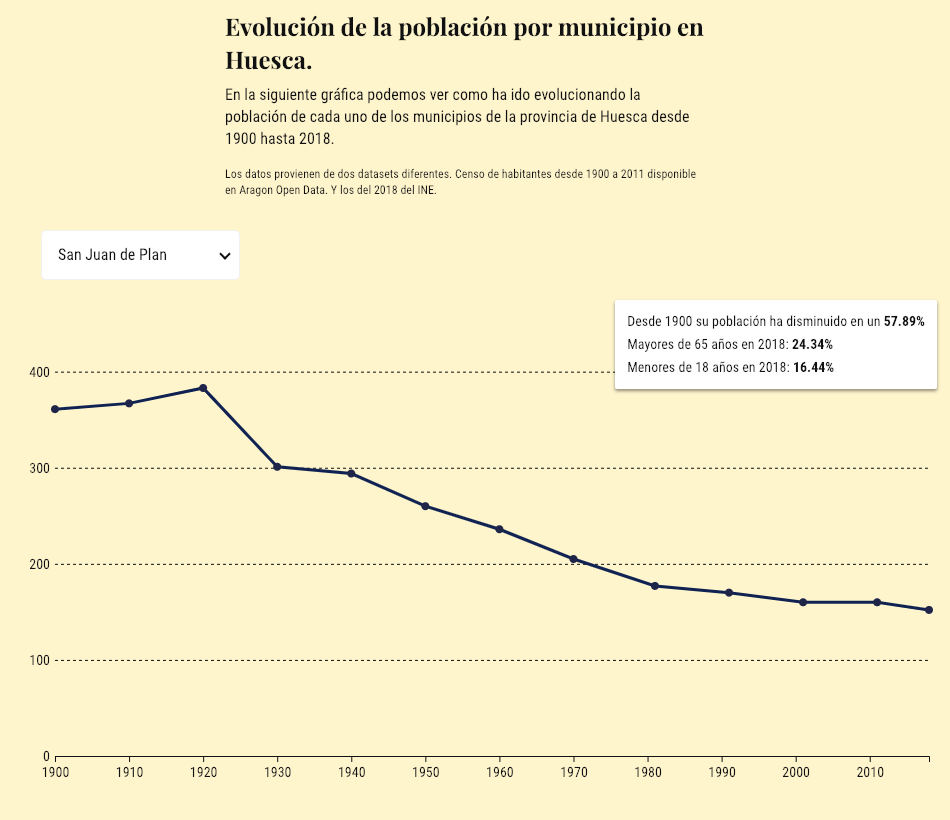 Evolución de la población por municipio en
Huesca.
En la siguiente gráfica podemos ver como ha ido evolucionando la
población de cada uno de los municipios de la provincia de Huesca desde
1900 hasta 2018.
Los datos provienen de dos datasets diferentes. Censo de habitantes desde 1900 a 2011 disponible
en Aragon Open Data. Y los del 2018 del INE.
San Juan de Plan
Desde 1900 su población ha disminuido en un 57.89%
Mayores de 65 años en 2018: 24.34%
Menores de 18 años en 2018: 16.44%
400
300
200
100
0
1900 1910 1920 1930 1940 1950 1960 1970 1980 1990 2000 2010